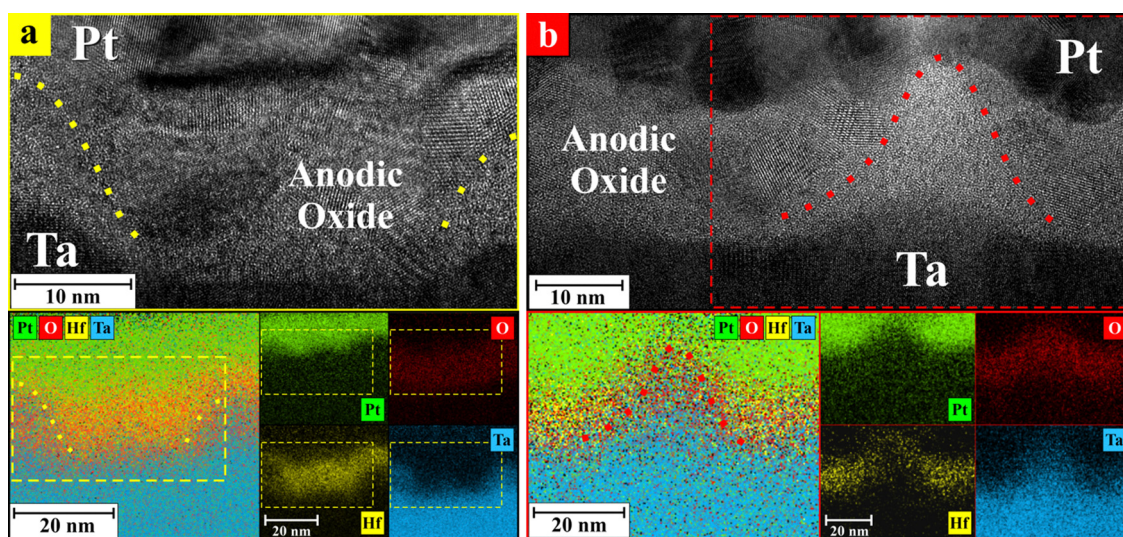 a
Pt
Anodic
Oxide
Ta
10 nm
b
Pt
Anodic
Oxide
Ta
10 nm
Pt O Hf Ta
20 nm
Pt
O
Hf
20 nm
Ta
Pt O Hf Ta
20 nm
Pt
O
Hf
20 nm
Ta